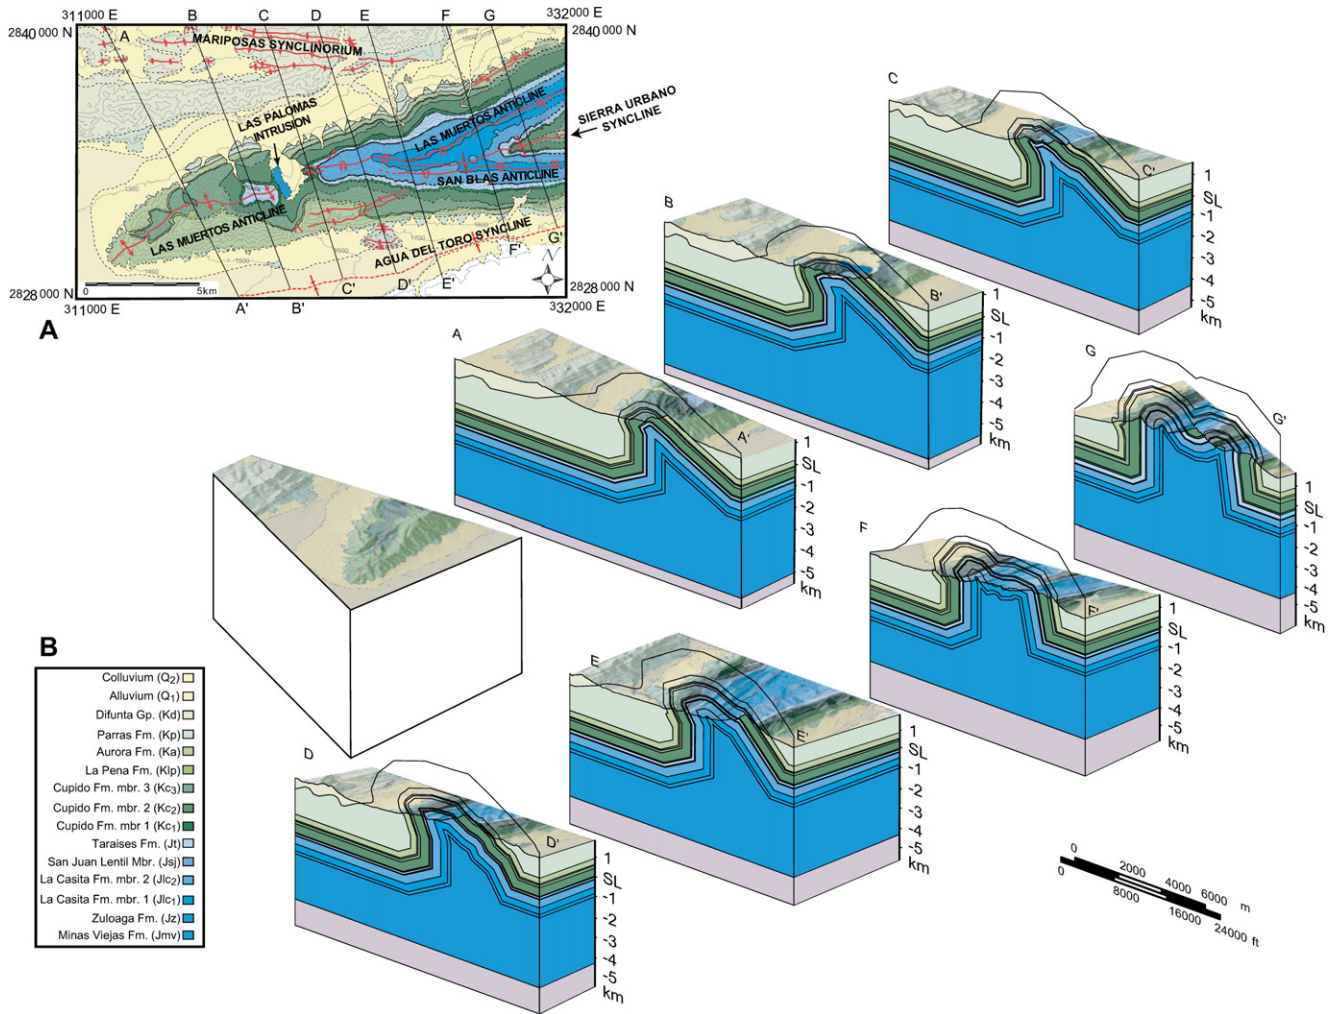 311000 E
B
C
D
E
F
G
332000 E
2840 000 N
2840 000 N
A
MARIPOSAS SYNCLINORIUM
LAS PALOMAS
INTRUSION
LAS MUERTOS ANTICLINE
SIERRA URBANO
SYNCLINE
SAN BLAS ANTICLINE
LAS MUERTOS ANTICLINE
AGUA DEL TORO SYNCLINE
G'
F'
N
0
5km
C'
D'
E'
2828 000 N
2828 000 N
311000 E
A'
B'
332000 E
A
C
C'
1
SL
-1
-2
-3
-4
-5
km
B
B'
1
SL
-1
-2
-3
-4
-5
km
A
A'
1
SL
-1
-2
-3
-4
-5
km
G
G'
1
SL
-1
-2
-3
-4
-5
km
F
F'
1
SL
-1
-2
-3
-4
-5
km
E
E'
1
SL
-1
-2
-3
-4
-5
km
D
D'
1
SL
-1
-2
-3
-4
-5
km
B
Colluvium (Q2)
Alluvium (Q1)
Difunta Gp. (Kd)
Parras Fm. (Kp)
Aurora Fm. (Ka)
La Pena Fm. (Klp)
Cupido Fm. mbr. 3 (Kc3)
Cupido Fm. mbr. 2 (Kc2)
Cupido Fm. mbr 1 (Kc1)
Taraises Fm. (Jt)
San Juan Lentil Mbr. (Jsj)
La Casita Fm. mbr. 2 (Jlc2)
La Casita Fm. mbr. 1 (Jlc1)
Zuloaga Fm. (Jz)
Minas Viejas Fm. (Jmv)
0 2000 4000 6000 m
0 8000 16000 24000 ft